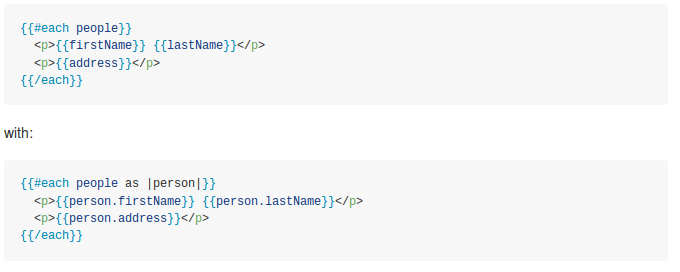 {{#each people}}
<p>{{firstName}} {{lastName}}</p>
<p>{{address}}</p>
{{/each}}
with:
{{#each people as |person|}}
<p>{{person.firstName}} {{person.lastName}}</p>
<p>{{person.address}}</p>
{{/each}}